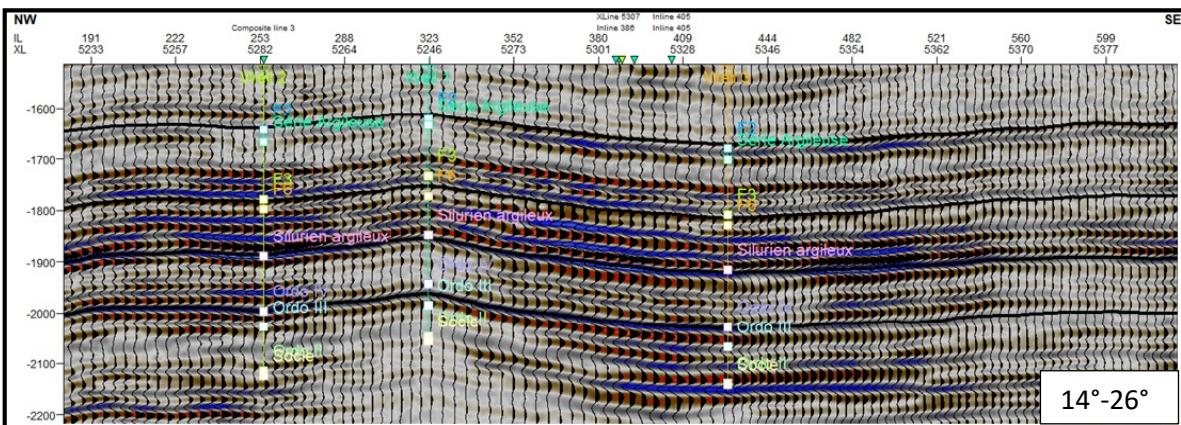 NW
SE
XLine 5307 Inline 405
Composite line 3 Inline 386 Inline 405
IL 191 222 253 288 323 352 380 409 444 482 521 560 599
XL 5233 5257 5282 5264 5246 5273 5301 5328 5346 5354 5362 5370 5377
Well 2 Well 1 Well 3
-1600
F2 Série Argileuse
F2 Série Argileuse
F2 Série Argileuse
-1700
F3
F6
F3
F6
F3
F6
-1800
Silurien argileux
Silurien argileux
Silurien argileux
-1900
Ordo III
Ordo III
Ordo III
-2000
-2100
-2200
14°-26°